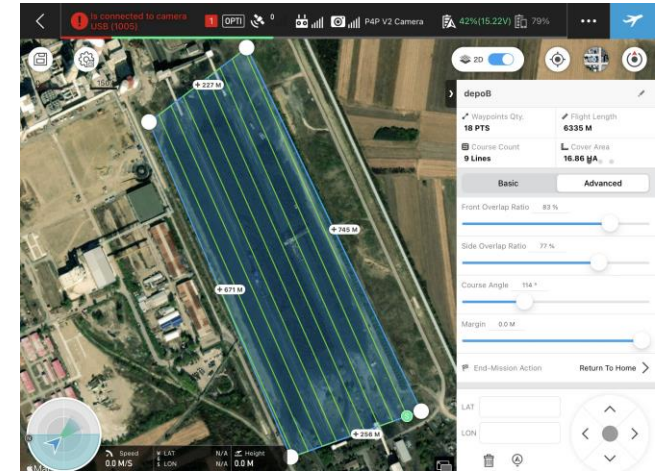 Is connected to camera
USB (1005)
1 OPTI 0 P4P V2 Camera 42%(15.22V) 79%
2D
+ 227 M
+ 745 M
+ 671 M
+ 256 M
depoB
Waypoints Qty.
18 PTS
Flight Length
6335 M
Course Count
9 Lines
Cover Area
16.86 HA
Basic
Advanced
Front Overlap Ratio 83 %
Side Overlap Ratio 77 %
Course Angle 114 °
Margin 0.0 M
End-Mission Action Return To Home
LAT
LON
Speed
0.0 M/S
LAT N/A
LON N/A
Height
0.0 M